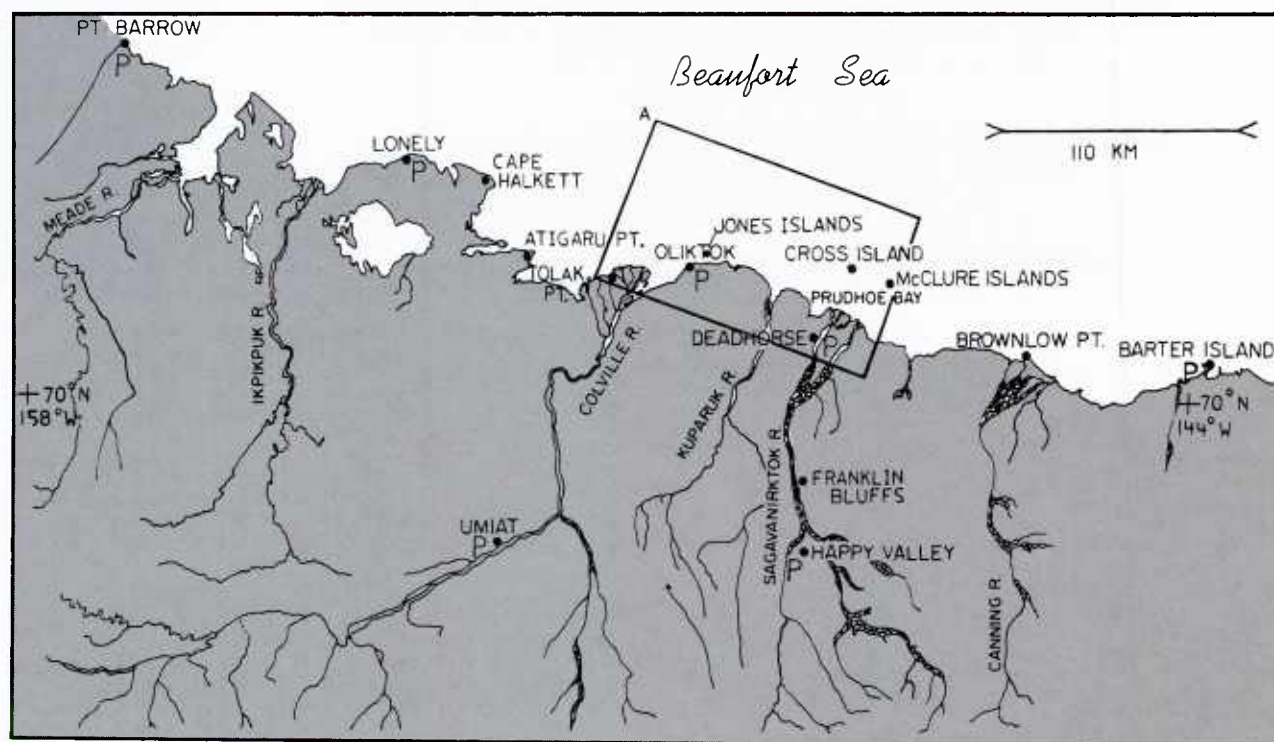 PT. BARROW
P
Beaufort Sea
A
110 KM
LONELY
P
CAPE
HALKETT
MEADE R.
JONES ISLANDS
ATIGARU PT.
OLIKTOK
P
CROSS ISLAND
TOLAK
PT.
McCLURE ISLANDS
PRUDHOE BAY
DEADHORSE
P
BROWNLOW PT.
BARTER ISLAND
P
IKPIKPUK R.
COLVILLE R.
KUPARUK R.
+70°N
158°W
+70°N
144°W
SAGAVANIRKTOK R.
FRANKLIN
BLUFFS
UMIAT
P
HAPPY VALLEY
P
CANNING R.